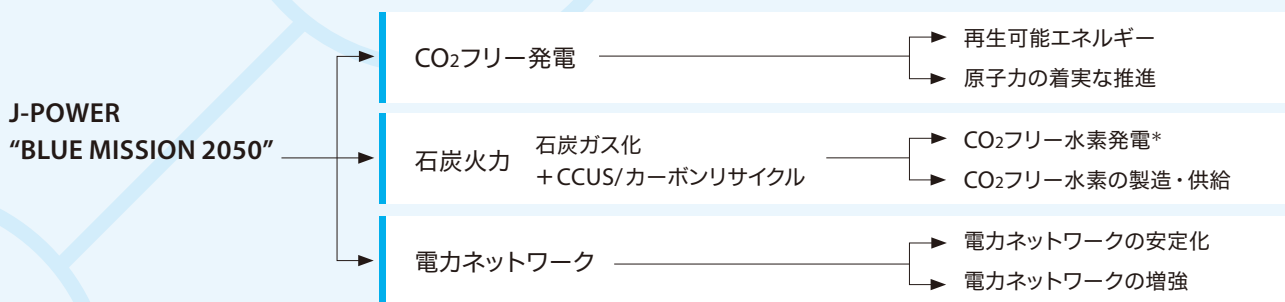 J-POWER
“BLUE MISSION 2050”
CO2フリー発電
再生可能エネルギー
原子力の着実な推進
石炭火力
石炭ガス化
＋CCUS/カーボンリサイクル
CO2フリー水素発電*
CO2フリー水素の製造・供給
電力ネットワーク
電力ネットワークの安定化
電力ネットワークの増強